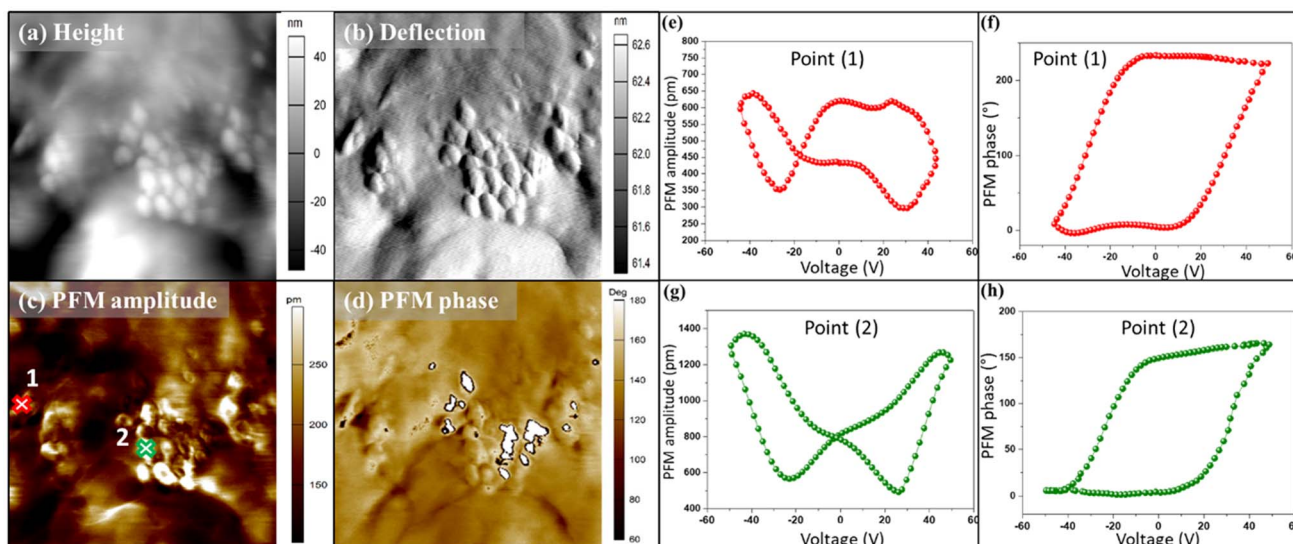 (a) Height
nm
40
20
0
-20
-40
(b) Deflection
nm
62.6
62.4
62.2
62.0
61.8
61.6
61.4
(c) PFM amplitude
pm
250
200
150
1
2
(d) PFM phase
Deg
180
160
140
120
100
80
60
(e)
Point (1)
PFM amplitude (pm)
800
750
700
650
600
550
500
450
400
350
300
250
200
-60 -40 -20 0 20 40 60
Voltage (V)
(f)
Point (1)
PFM phase (°)
200
100
0
-60 -40 -20 0 20 40 60
Voltage (V)
(g)
Point (2)
PFM amplitude (pm)
1400
1200
1000
800
600
400
-60 -40 -20 0 20 40 60
Voltage (V)
(h)
Point (2)
PFM phase (°)
200
150
100
50
0
-60 -40 -20 0 20 40 60
Voltage (V)